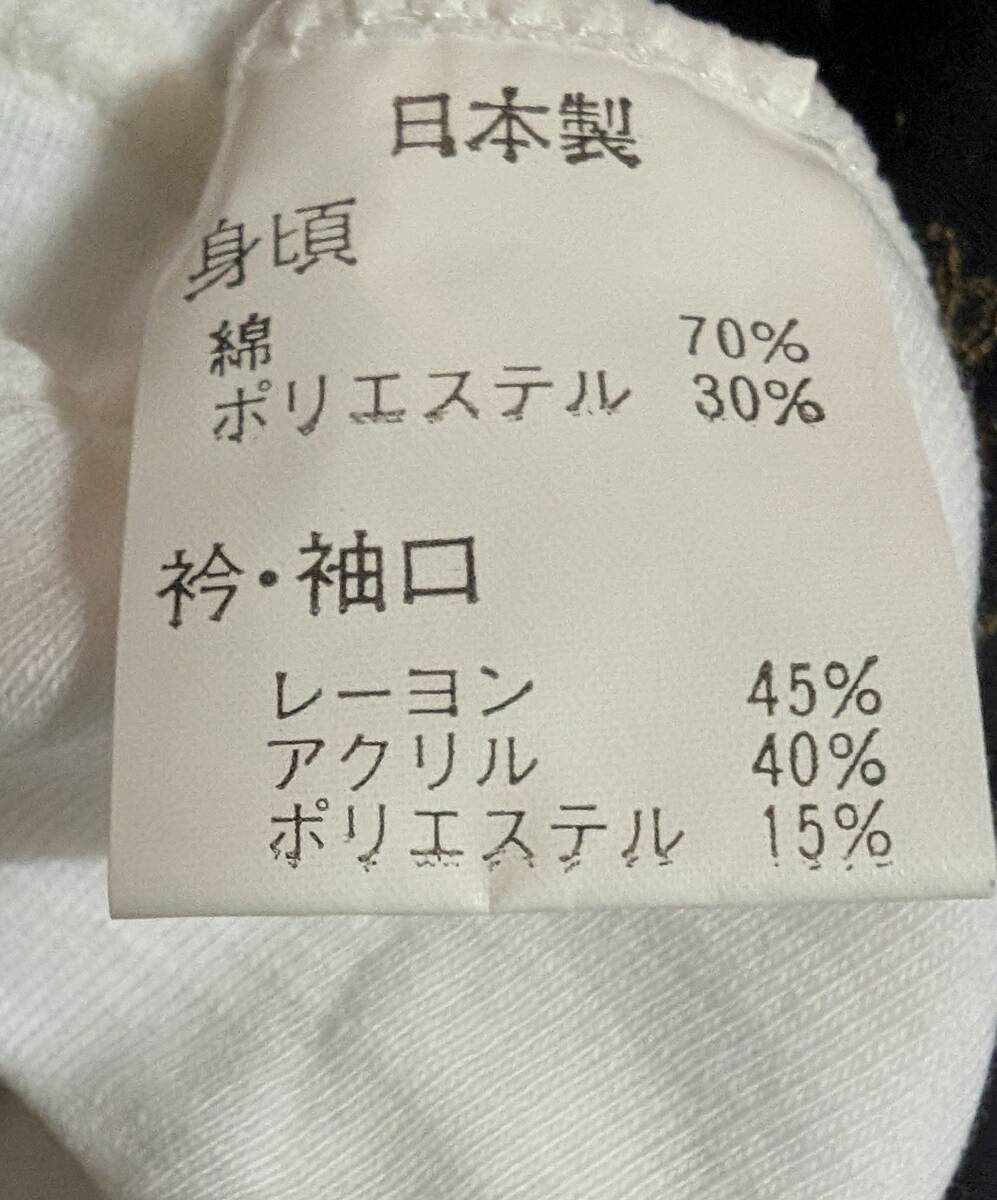 日本製
身頃
綿 70%
ポリエステル 30%
衿・袖口
レーヨン 45%
アクリル 40%
ポリエステル 15%